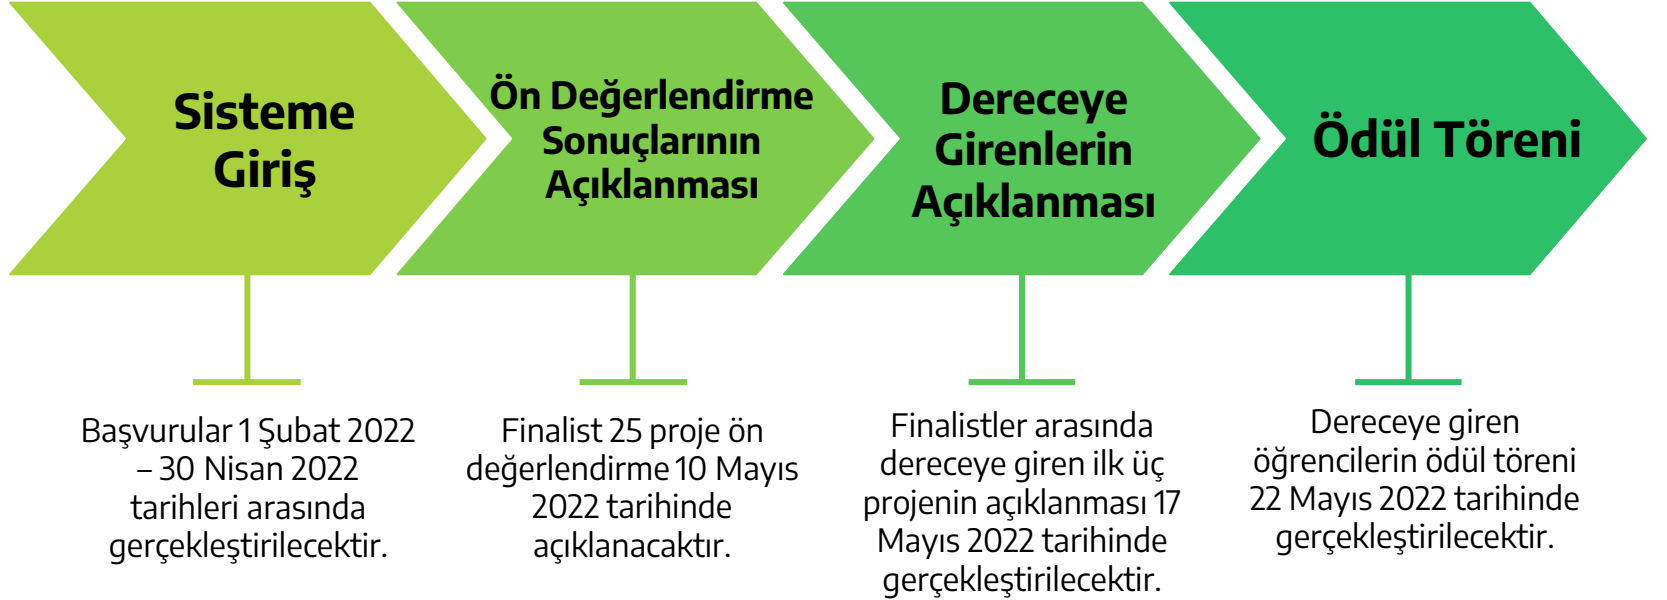 Sisteme
Giriş
Ön Değerlendirme
Sonuçlarının
Açıklanması
Dereceye
Girenlerin
Açıklanması
Ödül Töreni
Başvurular 1 Şubat 2022
– 30 Nisan 2022
tarihleri arasında
gerçekleştirilecektir.
Finalist 25 proje ön
değerlendirme 10 Mayıs
2022 tarihinde
açıklanacaktır.
Finalistler arasında
dereceye giren ilk üç
projenin açıklanması 17
Mayıs 2022 tarihinde
gerçekleştirilecektir.
Dereceye giren
öğrencilerin ödül töreni
22 Mayıs 2022 tarihinde
gerçekleştirilecektir.